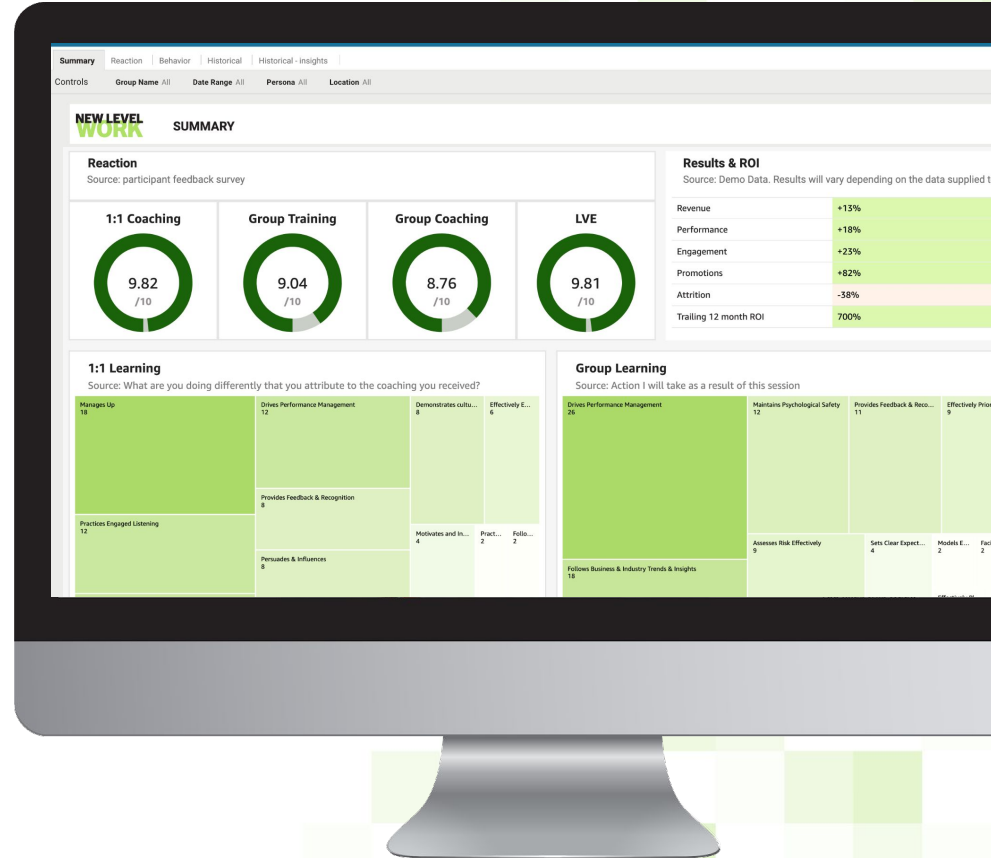 Summary Reaction Behavior Historical Historical - insights
Controls Group Name All Date Range All Persona All Location All
NEW LEVEL
WORK
SUMMARY
Reaction
Source: participant feedback survey
1:1 Coaching
9.82
/10
Group Training
9.04
/10
Group Coaching
8.76
/10
LVE
9.81
/10
Results & ROI
Source: Demo Data. Results will vary depending on the data supplied t
Revenue +13%
Performance +18%
Engagement +23%
Promotions +82%
Attrition -38%
Trailing 12 month ROI 700%
1:1 Learning
Source: What are you doing differently that you attribute to the coaching you received?
Manages Up
18
Drives Performance Management
12
Demonstrates cultu...
8
Effectively E...
6
Provides Feedback & Recognition
8
Practices Engaged Listening
12
Motivates and In...
4
Pract...
2
Follo...
2
Persuades & Influences
8
Group Learning
Source: Action I will take as a result of this session
Drives Performance Management
26
Maintains Psychological Safety
12
Provides Feedback & Reco...
11
Effectively Prior
9
Assesses Risk Effectively
9
Sets Clear Expect...
4
Models E...
2
Faci
2
Follows Business & Industry Trends & Insights
18